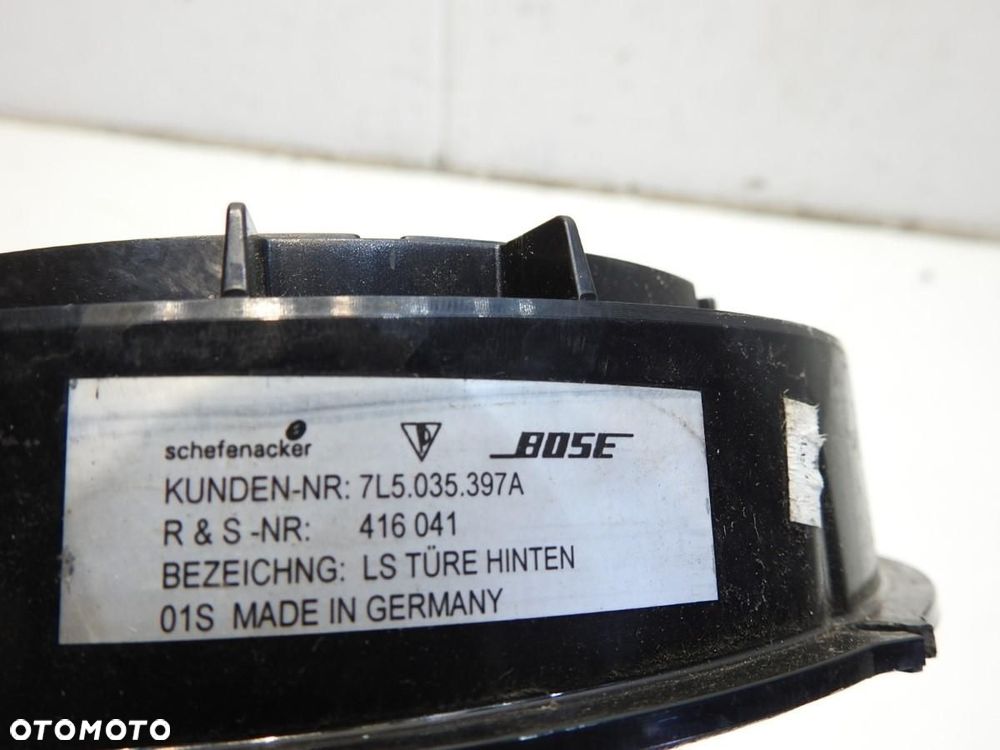 schefenacker BOSE
KUNDEN-NR: 7L5.035.397A
R & S -NR: 416 041
BEZEICHNG: LS TÜRE HINTEN
01S MADE IN GERMANY
OTOMOTO